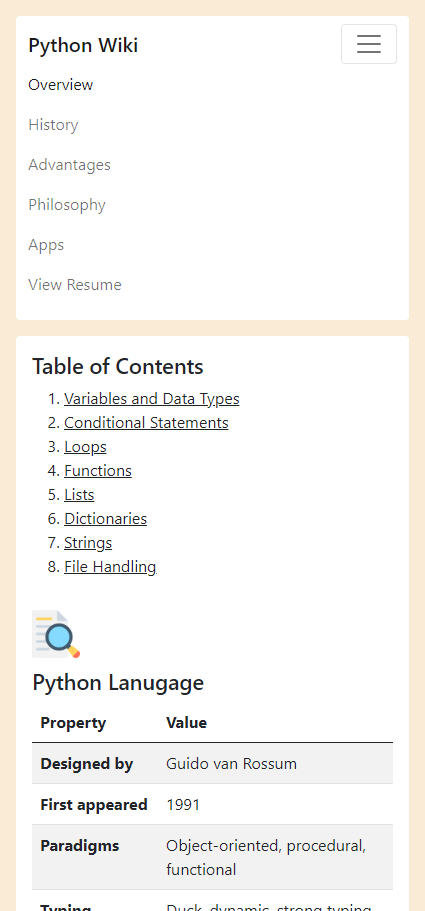 Python Wiki
Overview
History
Advantages
Philosophy
Apps
View Resume
Table of Contents
1. Variables and Data Types
2. Conditional Statements
3. Loops
4. Functions
5. Lists
6. Dictionaries
7. Strings
8. File Handling
Python Lanugage
Property Value
Designed by Guido van Rossum
First appeared 1991
Paradigms Object-oriented, procedural,
functional
Typing Duck, dynamic, strong typing